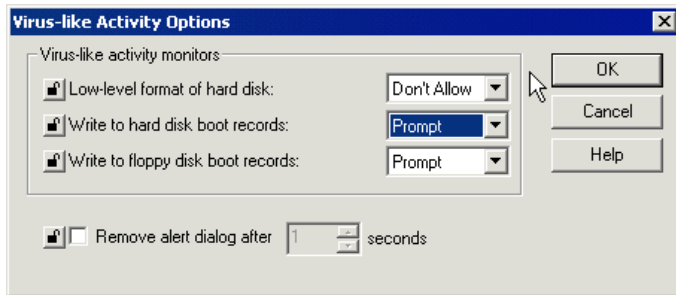 Virus-like Activity Options
Virus-like activity monitors
Low-level format of hard disk: Don't Allow
OK
Write to hard disk boot records: Prompt
Cancel
Write to floppy disk boot records: Prompt
Help
Remove alert dialog after 1 seconds